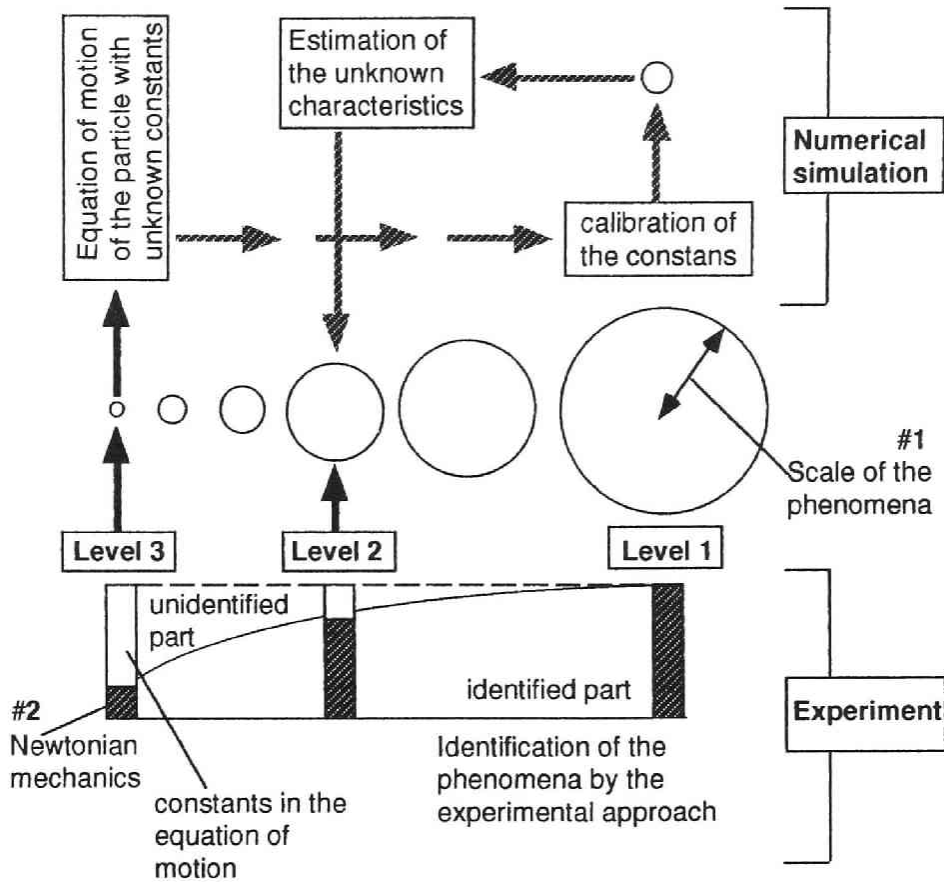 Equation of motion
of the particle with
unknown constants
Estimation of
the unknown
characteristics
Numerical
simulation
calibration of
the constans
#1
Scale of the
phenomena
Level 3
Level 2
Level 1
unidentified
part
identified part
#2
Newtonian
mechanics
Experiment
Identification of the
phenomena by the
experimental approach
constants in the
equation of
motion